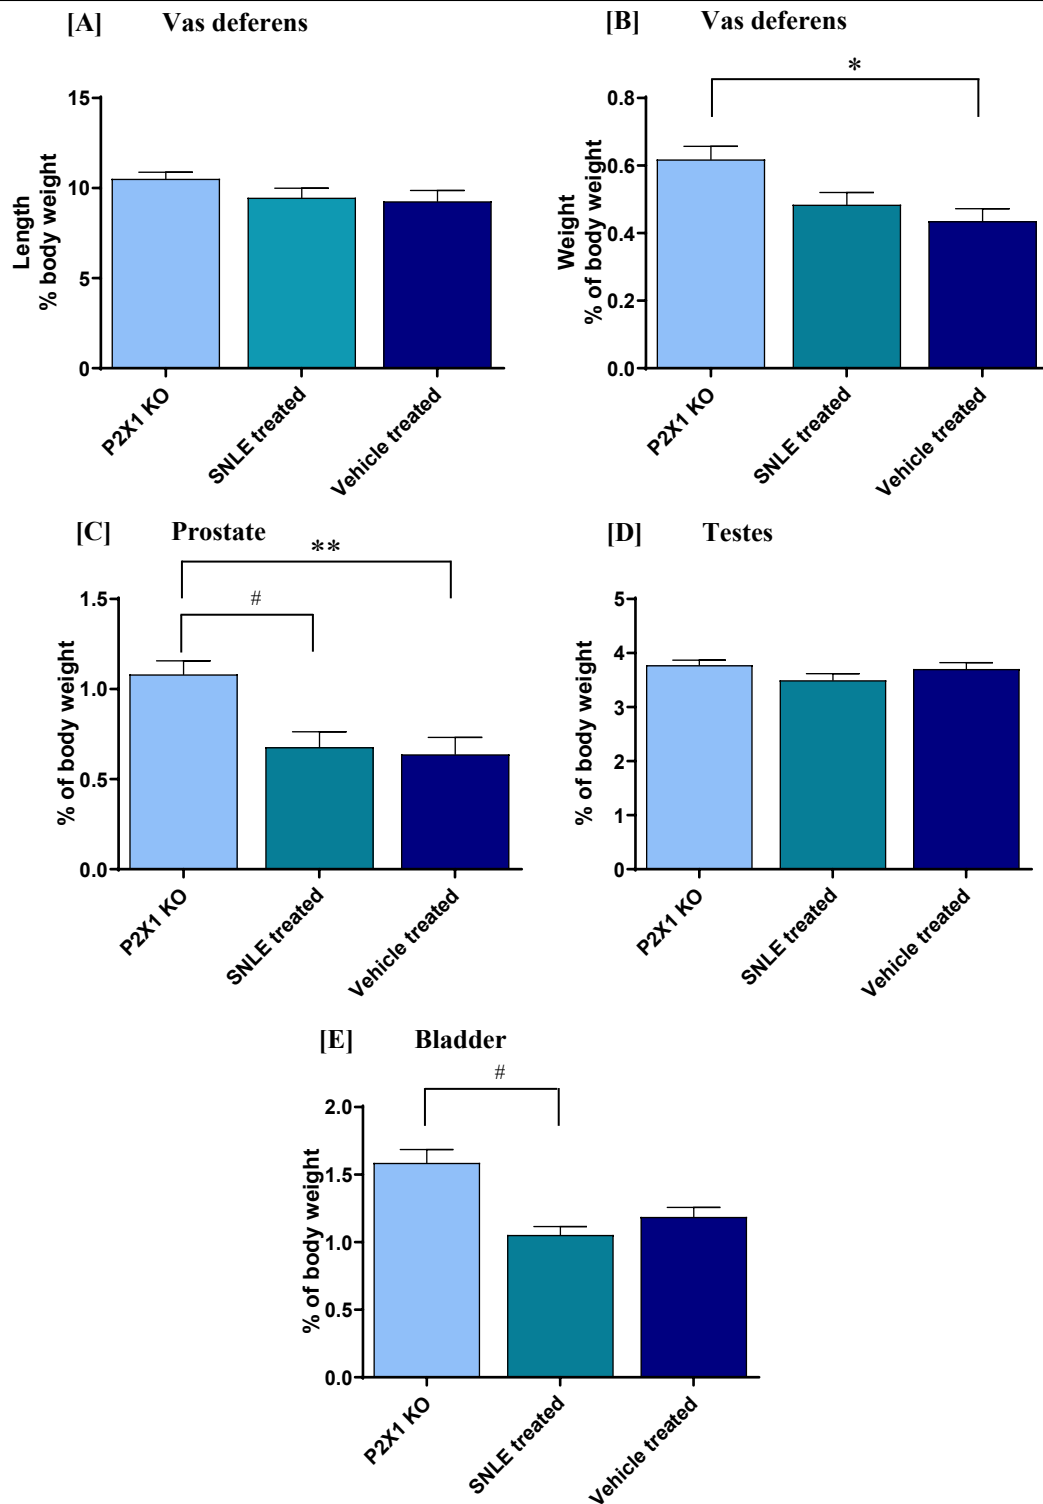 [A] Vas deferens
15
10
5
0
Length
% body weight
P2X1 KO
SNLE treated
Vehicle treated
[B] Vas deferens
*
0.8
0.6
0.4
0.2
0.0
Weight
% of body weight
P2X1 KO
SNLE treated
Vehicle treated
[C] Prostate
**
#
1.5
1.0
0.5
0.0
% of body weight
P2X1 KO
SNLE treated
Vehicle treated
[D] Testes
5
4
3
2
1
0
% of body weight
P2X1 KO
SNLE treated
Vehicle treated
[E] Bladder
#
2.0
1.5
1.0
0.5
0.0
% of body weight
P2X1 KO
SNLE treated
Vehicle treated